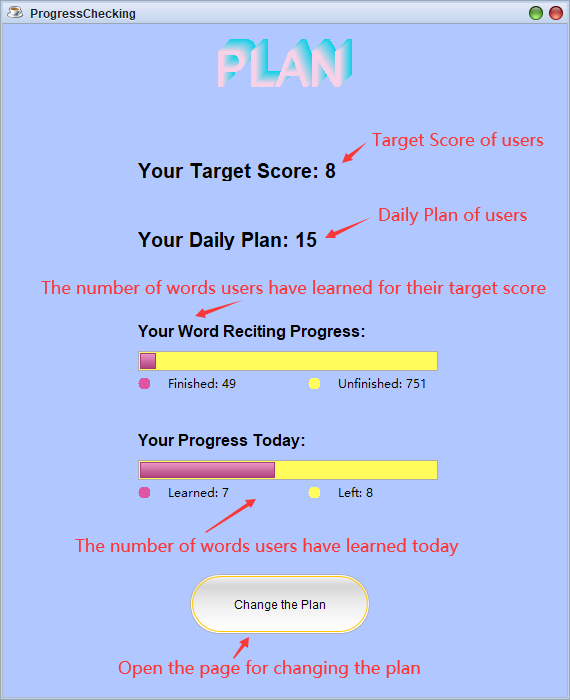 ProgressChecking
PLAN
Target Score of users
Your Target Score: 8
Daily Plan of users
Your Daily Plan: 15
The number of words users have learned for their target score
Your Word Reciting Progress:
Finished: 49 Unfinished: 751
Your Progress Today:
Learned: 7 Left: 8
The number of words users have learned today
Change the Plan
Open the page for changing the plan